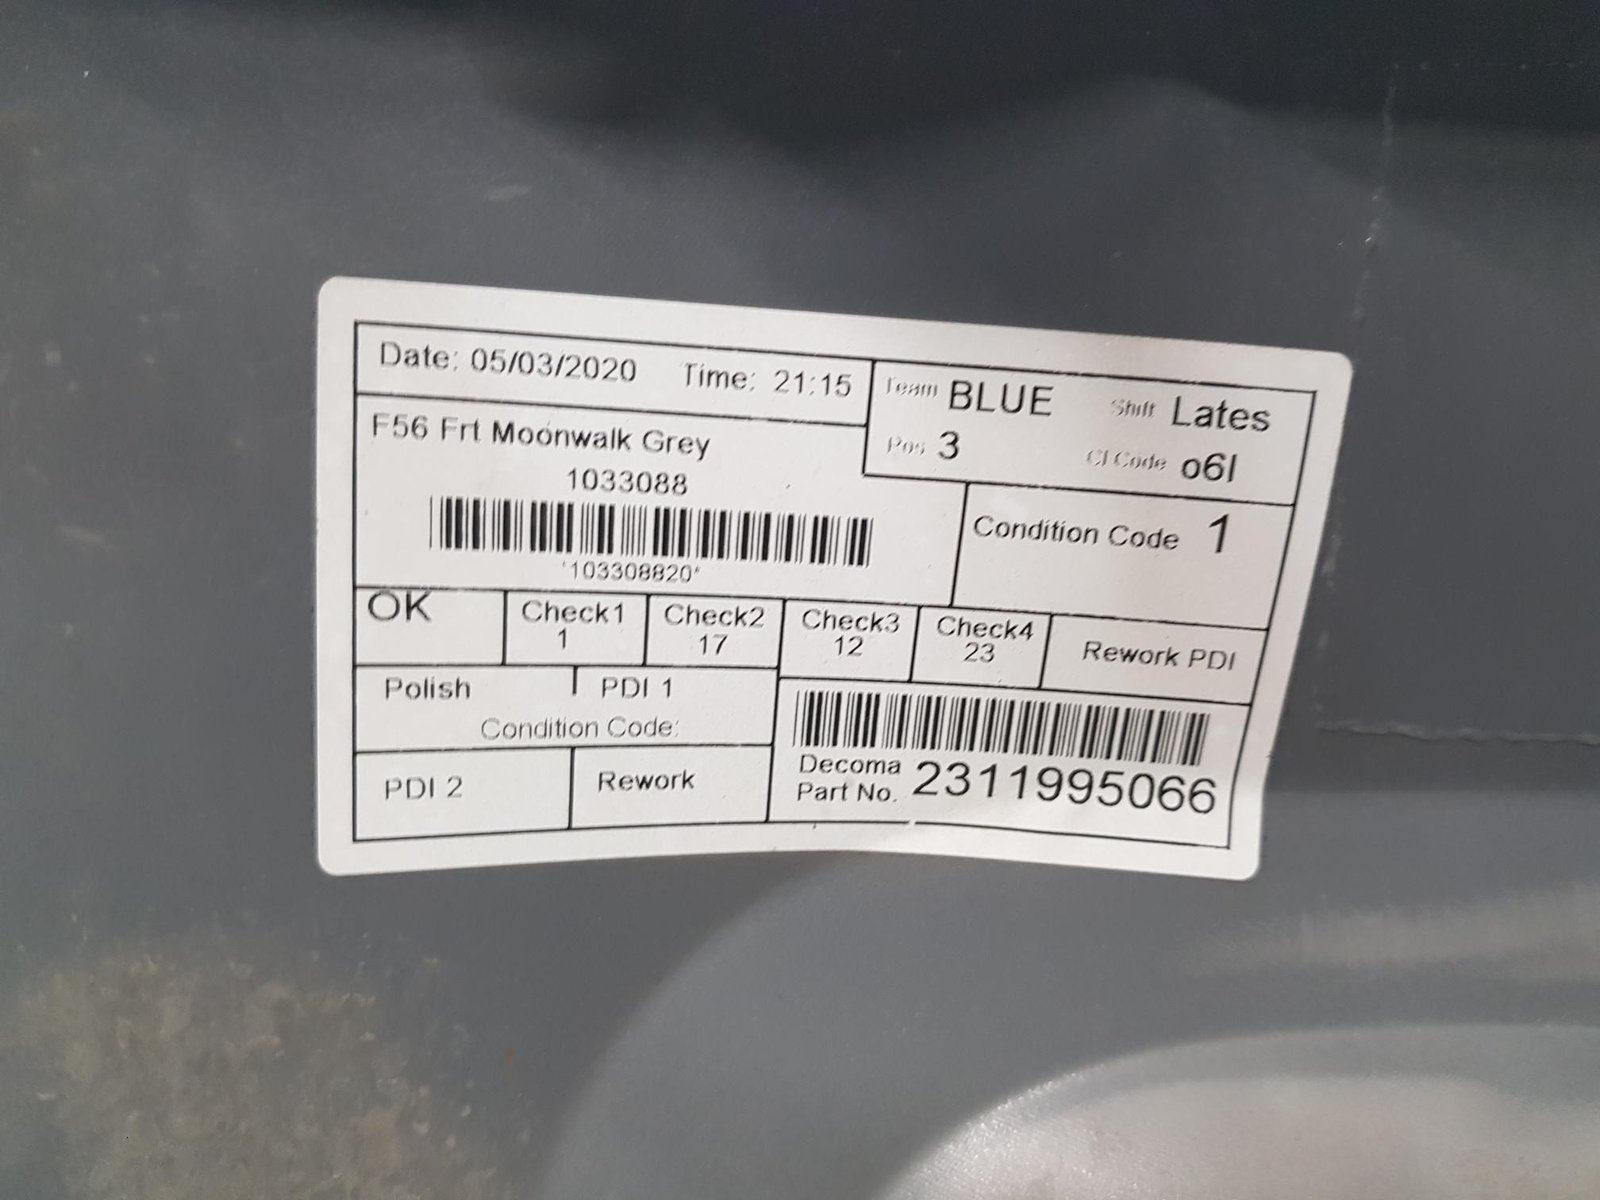 Date: 05/03/2020 Time: 21:15
Team BLUE Shift Lates
Pos 3 Cl Code o6l
F56 Frt Moonwalk Grey
1033088
*103308820*
Condition Code 1
OK
Check1
1
Check2
17
Check3
12
Check4
23
Rework PDI
Polish
PDI 1
Condition Code:
PDI 2
Rework
Decoma
Part No. 2311995066